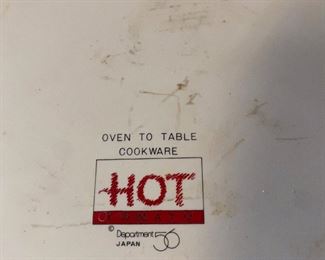 OVEN TO TABLE
COOKWARE
HOT
© Department 56
JAPAN